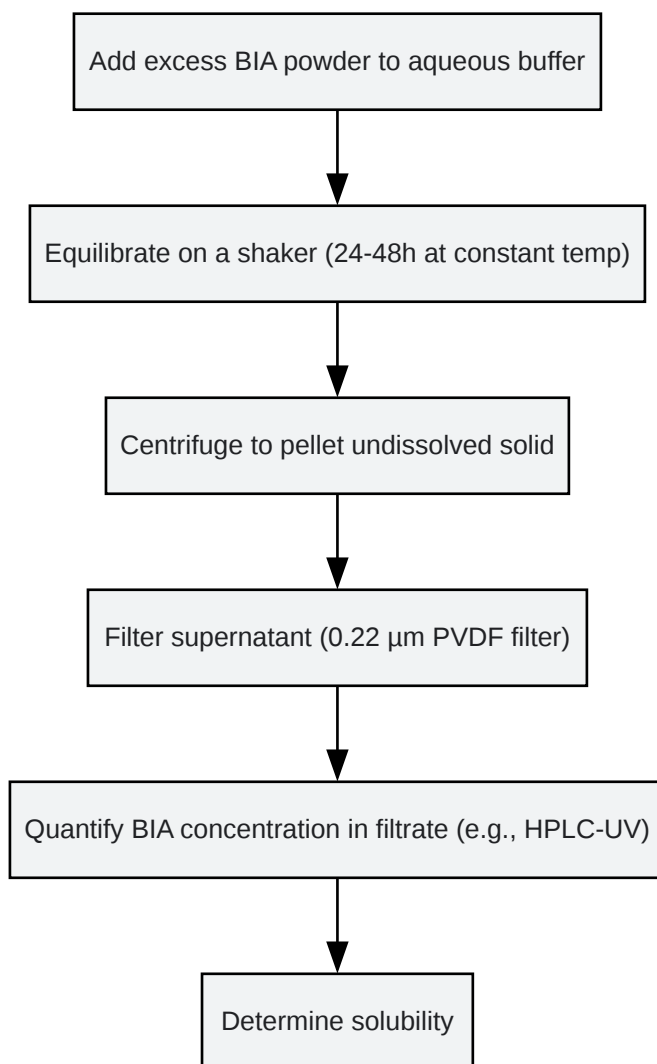 Add excess BIA powder to aqueous buffer
Equilibrate on a shaker (24-48h at constant temp)
Centrifuge to pellet undissolved solid
Filter supernatant (0.22 µm PVDF filter)
Quantify BIA concentration in filtrate (e.g., HPLC-UV)
Determine solubility